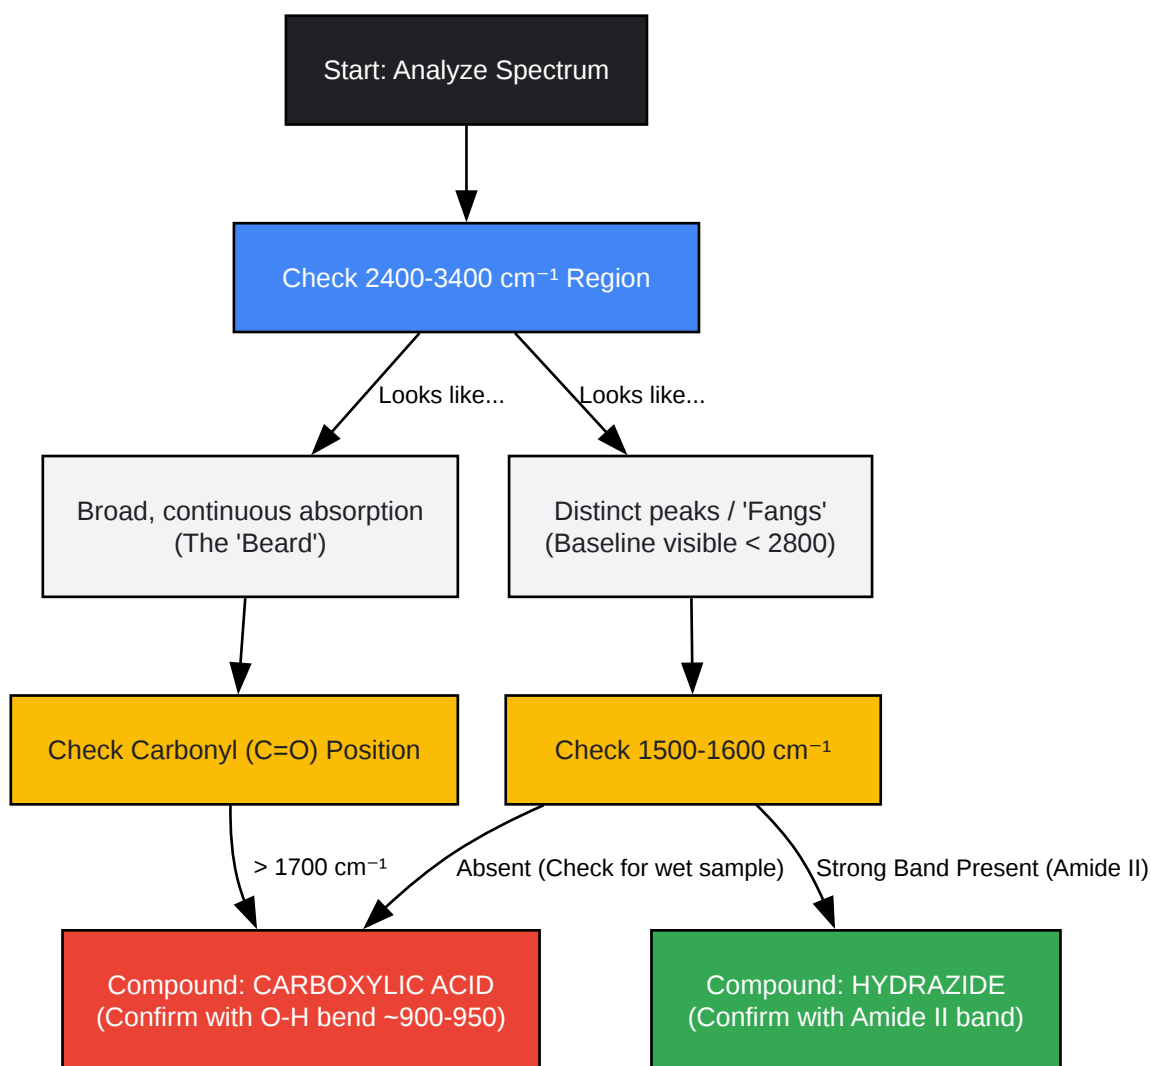 Start: Analyze Spectrum
Check 2400-3400 cm⁻¹ Region
Looks like...
Looks like...
Broad, continuous absorption
(The 'Beard')
Distinct peaks / 'Fangs'
(Baseline visible < 2800)
Check Carbonyl (C=O) Position
Check 1500-1600 cm⁻¹
> 1700 cm⁻¹
Absent (Check for wet sample)
Strong Band Present (Amide II)
Compound: CARBOXYLIC ACID
(Confirm with O-H bend ~900-950)
Compound: HYDRAZIDE
(Confirm with Amide II band)